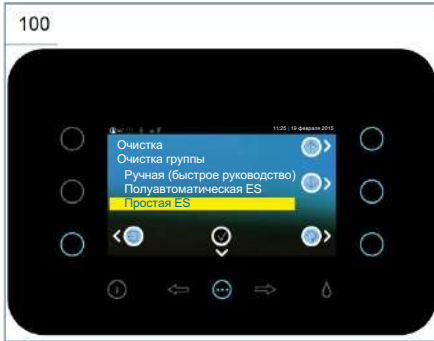 100
11:25 | 19 февраля 2015
Очистка
Очистка группы
Ручная (быстрое руководство)
Полуавтоматическая ES
Простая ES